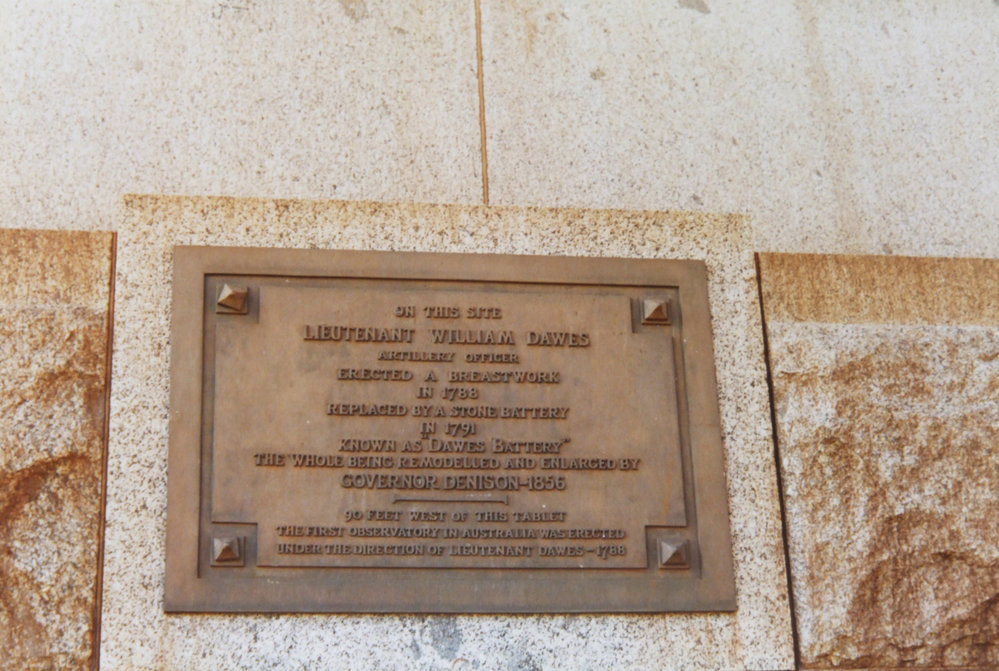 ON THIS SITE
LIEUTENANT WILLIAM DAWES
ARTILLERY OFFICER
ERECTED A BREASTWORK
IN 1788
REPLACED BY A STONE BATTERY
IN 1791
KNOWN AS "DAWES BATTERY"
THE WHOLE BEING REMODELLED AND ENLARGED BY
GOVERNOR DENISON-1856
90 FEET WEST OF THIS TABLET
THE FIRST OBSERVATORY IN AUSTRALIA WAS ERECTED
UNDER THE DIRECTION OF LIEUTENANT DAWES-1788